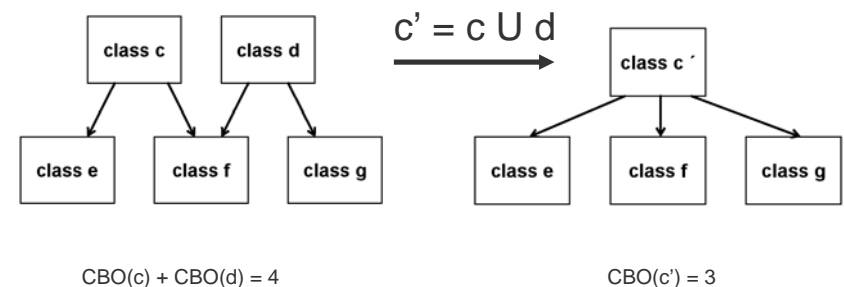 class c
class d
c' = c U d
class c ´
class e
class f
class g
class e
class f
class g
CBO(c) + CBO(d) = 4
CBO(c') = 3